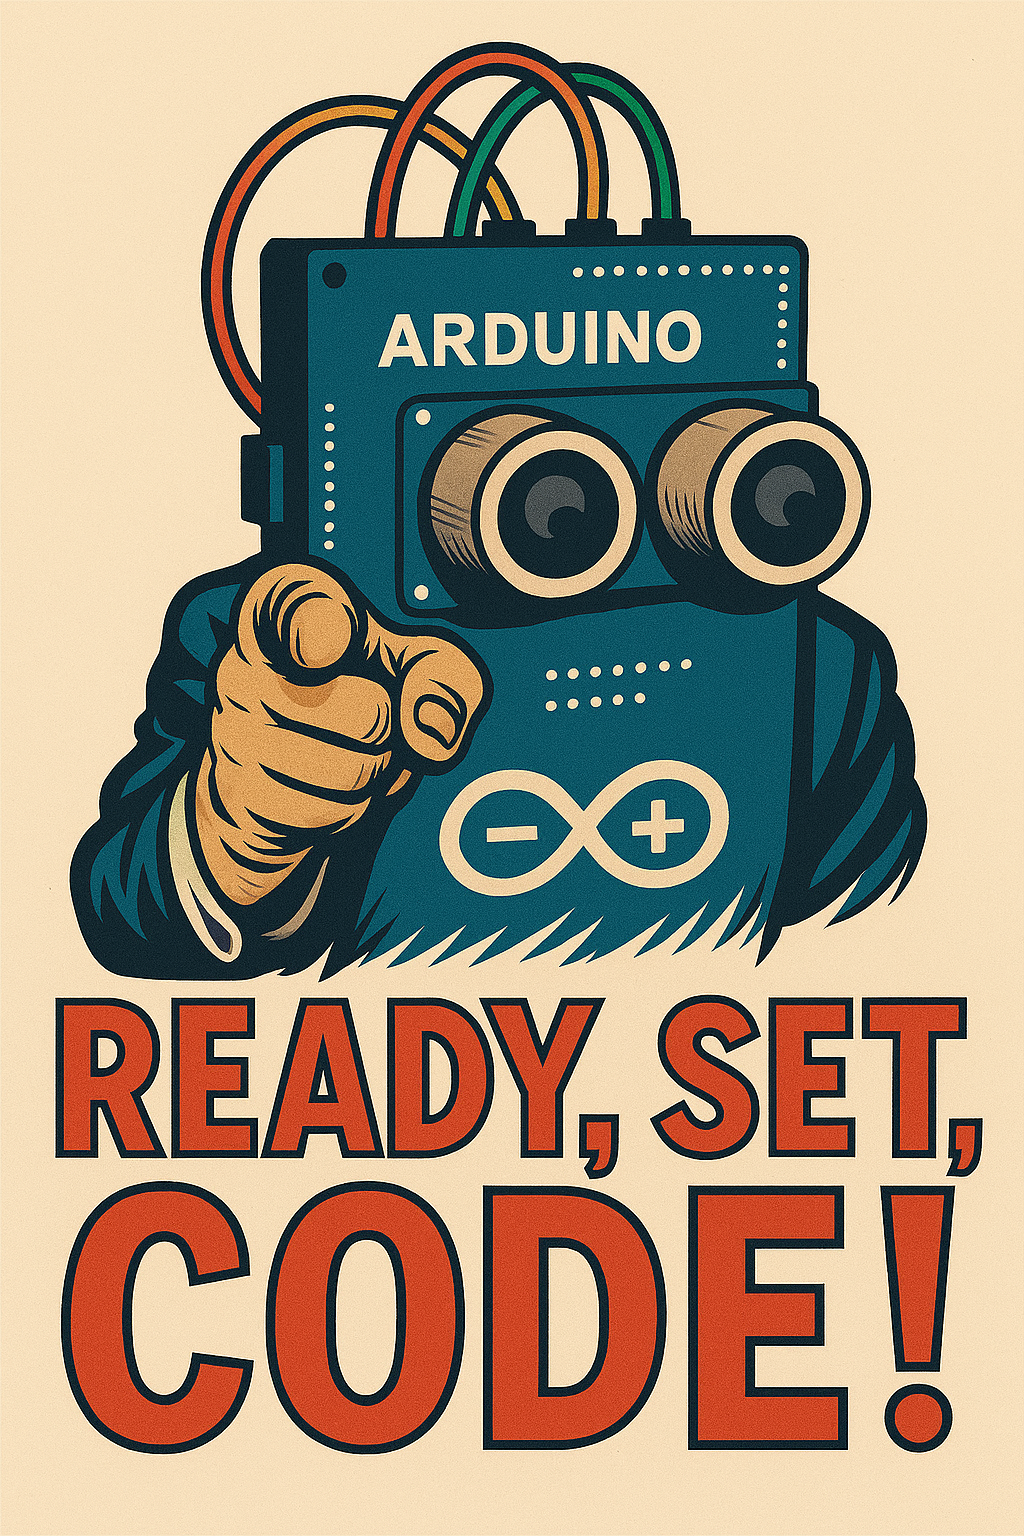 ARDUINO
- +
READY, SET,
CODE!